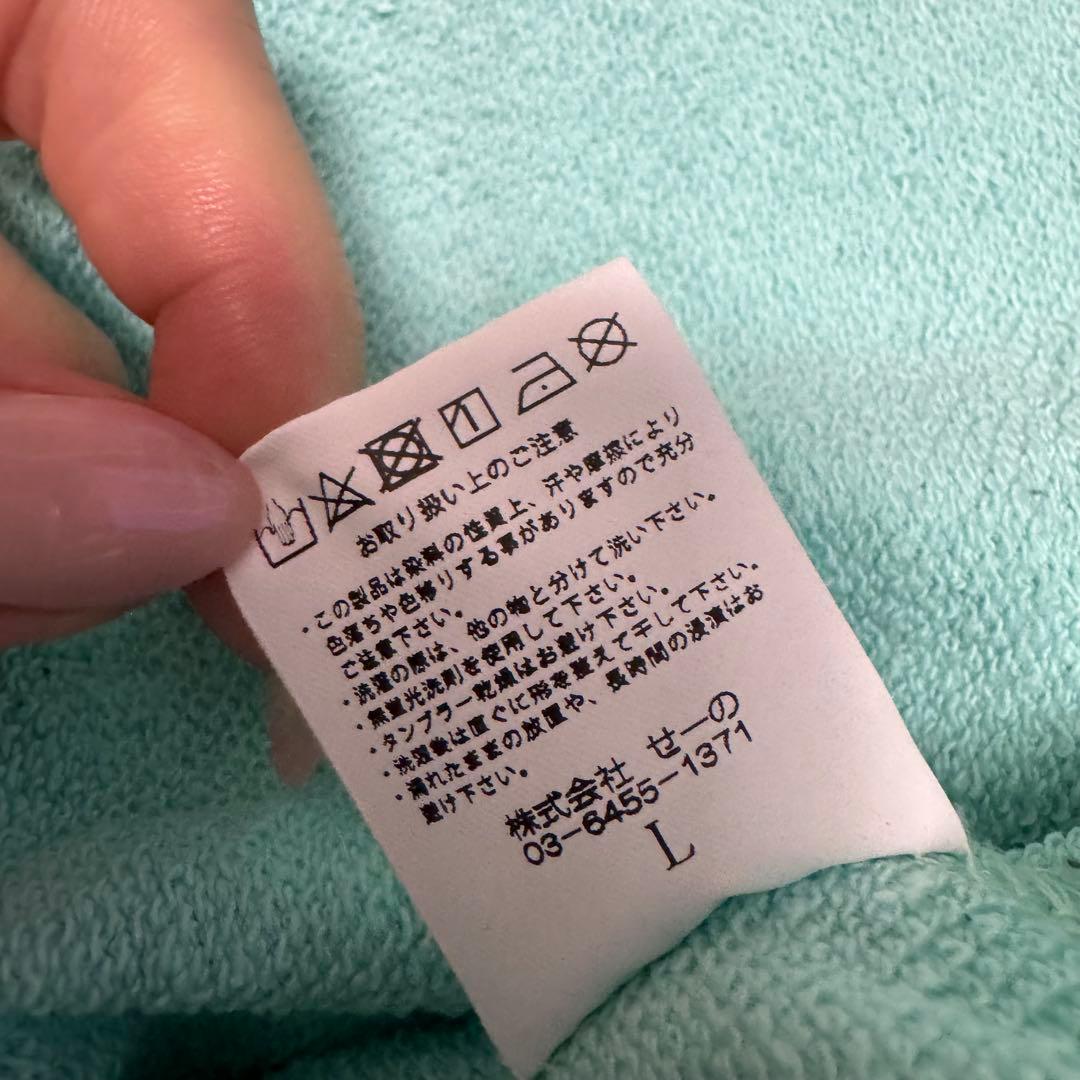 お取り扱い上のご注意
・この製品は染料の性質上、汗や摩擦により
色落ちや色移りする事がありますので充分
ご注意下さい。
・洗濯の際は、他の物と分けて洗い下さい。
・無蛍光洗剤を使用して下さい。
・タンブラー乾燥はお避け下さい。
・洗濯後は直ぐに形を整えて干して下さい。
・濡れたままの放置や、長時間の浸漬はお
避け下さい。
株式会社 せーの
03-6455-1371
L